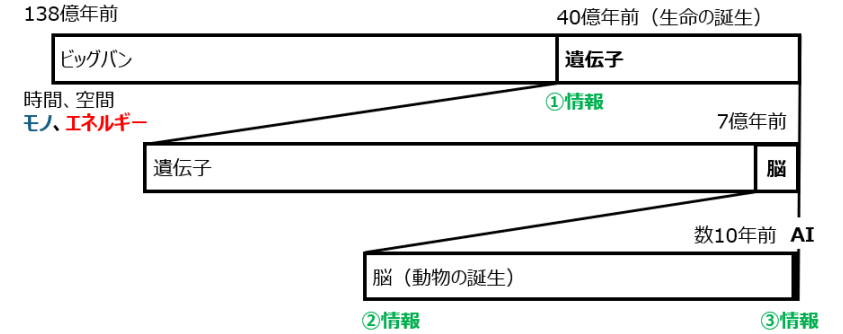 138億年前
40億年前（生命の誕生）
ビッグバン
遺伝子
時間、空間
モノ、エネルギー
①情報
7億年前
遺伝子
脳
数10年前 AI
脳（動物の誕生）
②情報
③情報